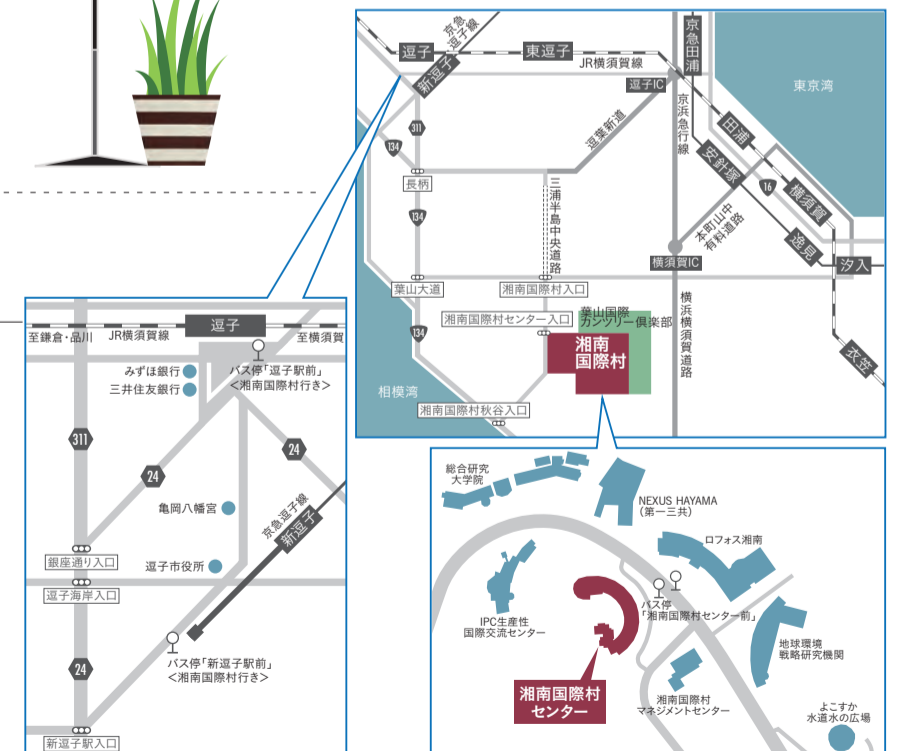 京急
逗子線
逗子
東逗子
JR横須賀線
新逗子
京急田浦
逗子IC
東京湾
311
134
逗葉新道
京浜急行線
田浦
安針塚
16
横須賀
長柄
134
三浦半島中央道路
本町山中
有料道路
逸見
横須賀IC
汐入
葉山大道
湘南国際村入口
葉山国際
カンツリー倶楽部
湘南国際村センター入口
134
湘南
国際村
横浜横須賀道路
衣笠
相模湾
湘南国際村秋谷入口
逗子
至鎌倉・品川
JR横須賀線
至横須賀
みずほ銀行
三井住友銀行
バス停「逗子駅前」
<湘南国際村行き>
311
24
24
亀岡八幡宮
京急逗子線
新逗子
銀座通り入口
逗子市役所
逗子海岸入口
24
バス停「新逗子駅前」
<湘南国際村行き>
新逗子駅入口
総合研究
大学院
NEXUS HAYAMA
(第一三共)
ロフォス湘南
IPC生産性
国際交流センター
バス停
「湘南国際村センター前」
地球環境
戦略研究機関
湘南国際村
センター
湘南国際村
マネジメントセンター
よこすか
水道水の広場